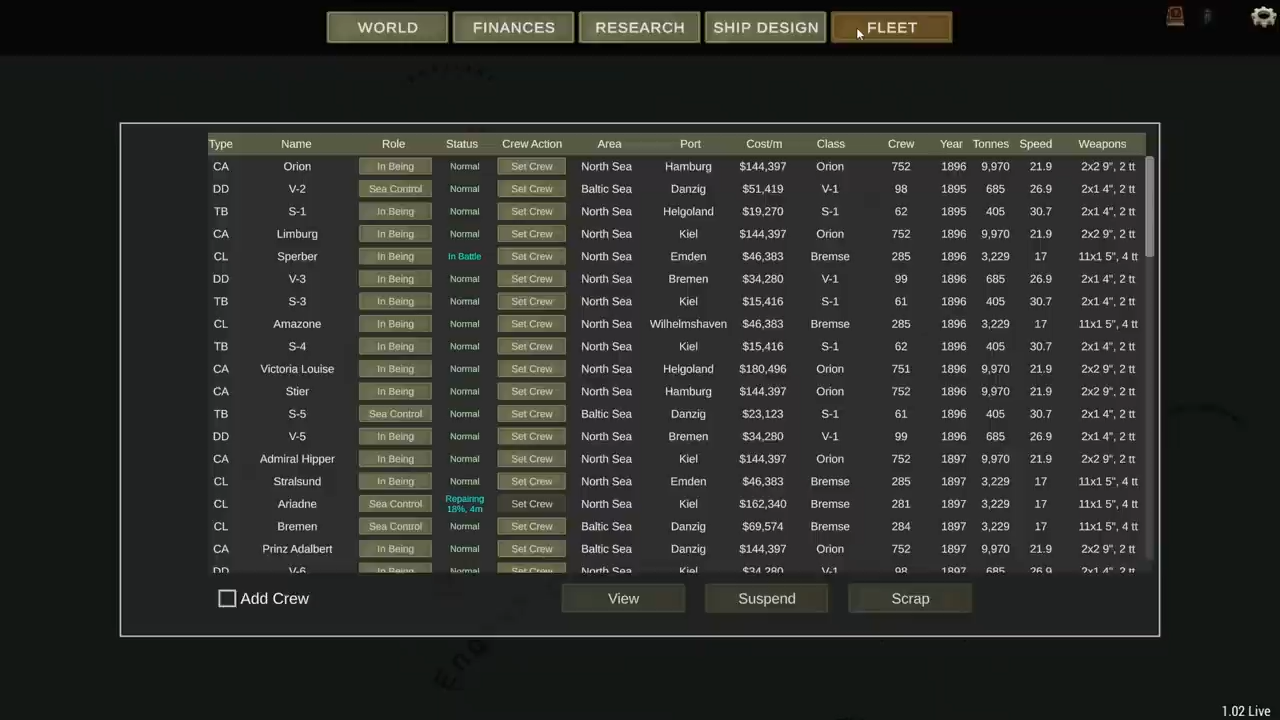 WORLD FINANCES RESEARCH SHIP DESIGN FLEET
Type Name Role Status Crew Action Area Port Cost/m Class Crew Year Tonnes Speed Weapons
CA Orion In Being Normal Set Crew North Sea Hamburg $144,397 Orion 752 1896 9,970 21.9 2x2 9", 2 tt
DD V-2 Sea Control Normal Set Crew Baltic Sea Danzig $51,419 V-1 98 1895 685 26.9 2x1 4", 2 tt
TB S-1 In Being Normal Set Crew North Sea Helgoland $19,270 S-1 62 1895 405 30.7 2x1 4", 2 tt
CA Limburg In Being Normal Set Crew North Sea Kiel $144,397 Orion 752 1896 9,970 21.9 2x2 9", 2 tt
CL Sperber In Being In Battle Set Crew North Sea Emden $46,383 Bremse 285 1896 3,229 17 11x1 5", 4 tt
DD V-3 In Being Normal Set Crew North Sea Bremen $34,280 V-1 99 1896 685 26.9 2x1 4", 2 tt
TB S-3 In Being Normal Set Crew North Sea Kiel $15,416 S-1 61 1896 405 30.7 2x1 4", 2 tt
CL Amazone In Being Normal Set Crew North Sea Wilhelmshaven $46,383 Bremse 285 1896 3,229 17 11x1 5", 4 tt
TB S-4 In Being Normal Set Crew North Sea Kiel $15,416 S-1 62 1896 405 30.7 2x1 4", 2 tt
CA Victoria Louise In Being Normal Set Crew North Sea Helgoland $180,496 Orion 751 1896 9,970 21.9 2x2 9", 2 tt
CA Stier In Being Normal Set Crew North Sea Hamburg $144,397 Orion 752 1896 9,970 21.9 2x2 9", 2 tt
TB S-5 Sea Control Normal Set Crew Baltic Sea Danzig $23,123 S-1 61 1896 405 30.7 2x1 4", 2 tt
DD V-5 In Being Normal Set Crew North Sea Bremen $34,280 V-1 99 1896 685 26.9 2x1 4", 2 tt
CA Admiral Hipper In Being Normal Set Crew North Sea Kiel $144,397 Orion 752 1897 9,970 21.9 2x2 9", 2 tt
CL Stralsund In Being Normal Set Crew North Sea Emden $46,383 Bremse 285 1897 3,229 17 11x1 5", 4 tt
CL Ariadne Sea Control Repairing 18%, 4m Set Crew North Sea Kiel $162,340 Bremse 281 1897 3,229 17 11x1 5", 4 tt
CL Bremen Sea Control Normal Set Crew Baltic Sea Danzig $69,574 Bremse 284 1897 3,229 17 11x1 5", 4 tt
CA Prinz Adalbert In Being Normal Set Crew Baltic Sea Danzig $144,397 Orion 752 1897 9,970 21.9 2x2 9", 2 tt
DD V-6 In Being Normal Set Crew North Sea Kiel $34,280 V-1 98 1897 685 26.9 2x1 4", 2 tt
Add Crew View Suspend Scrap
1.02 Live